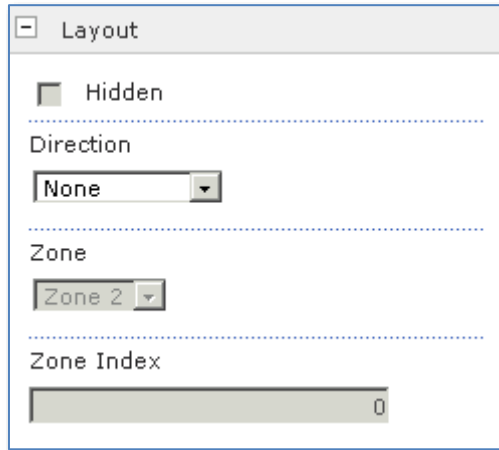 Layout
Hidden
Direction
None
Zone
Zone 2
Zone Index
0